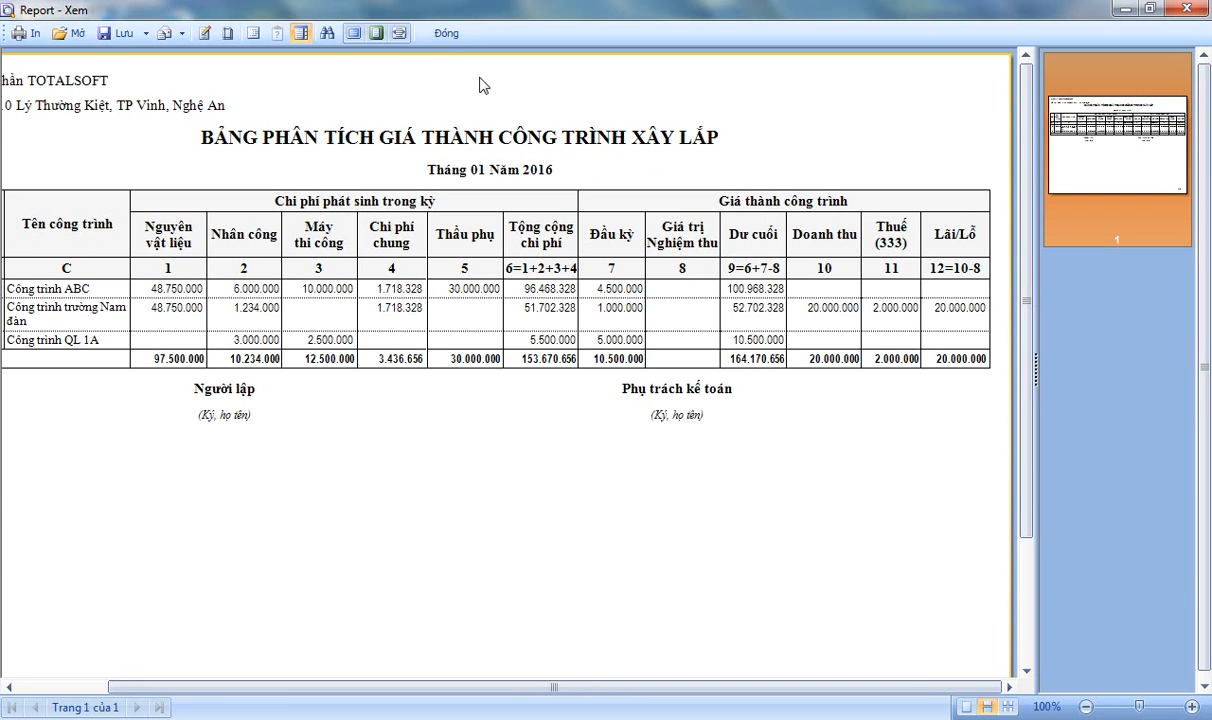 Report - Xem
In Mở Lưu Đóng
hần TOTALSOFT
0 Lý Thường Kiệt, TP Vinh, Nghệ An
BẢNG PHÂN TÍCH GIÁ THÀNH CÔNG TRÌNH XÂY LẮP
Tháng 01 Năm 2016
Tên công trình Chi phí phát sinh trong kỳ Giá thành công trình
Nguyên vật liệu Nhân công Máy thi công Chi phí chung Thầu phụ Tộng cộng chi phí Đầu kỳ Giá trị Nghiệm thu Dư cuối Doanh thu Thuế (333) Lãi/Lỗ
C 1 2 3 4 5 6=1+2+3+4 7 8 9=6+7-8 10 11 12=10-8
Công trình ABC 48.750.000 6.000.000 10.000.000 1.718.328 30.000.000 96.468.328 4.500.000 100.968.328
Công trình trường Nam đàn 48.750.000 1.234.000 1.718.328 51.702.328 1.000.000 52.702.328 20.000.000 2.000.000 20.000.000
Công trình QL 1A 3.000.000 2.500.000 5.500.000 5.000.000 10.500.000
97.500.000 10.234.000 12.500.000 3.436.656 30.000.000 153.670.656 10.500.000 164.170.656 20.000.000 2.000.000 20.000.000
Người lập Phụ trách kế toán
(Ký, họ tên) (Ký, họ tên)
1
Trang 1 của 1 100%